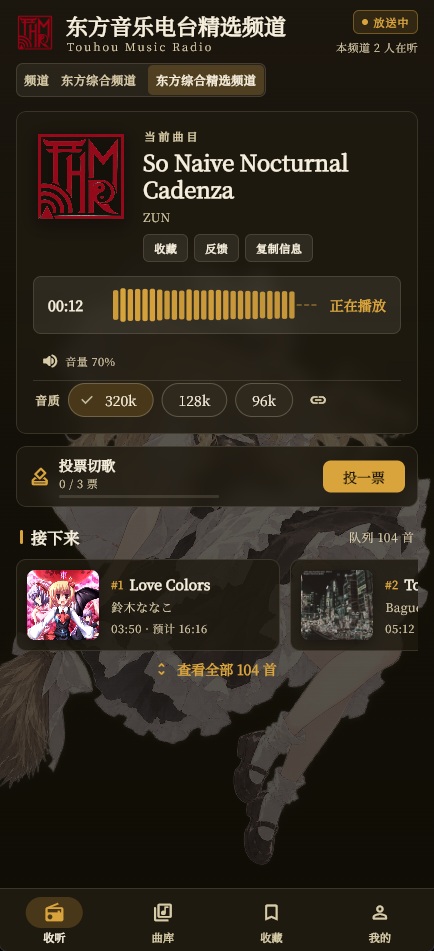 东方音乐电台精选频道
Touhou Music Radio
放送中
本频道 2 人在听
频道 东方综合频道 东方综合精选频道
THMR
当前曲目
So Naive Nocturnal
Cadenza
ZUN
收藏 反馈 复制信息
00:12 正在播放
音量 70%
音质 320k 128k 96k
投票切歌
0 / 3 票
投一票
接下来 队列 104 首
#1 Love Colors
鈴木ななこ
03:50 · 预计 16:16
#2 To
Bague
05:12
查看全部 104 首
收听 曲库 收藏 我的